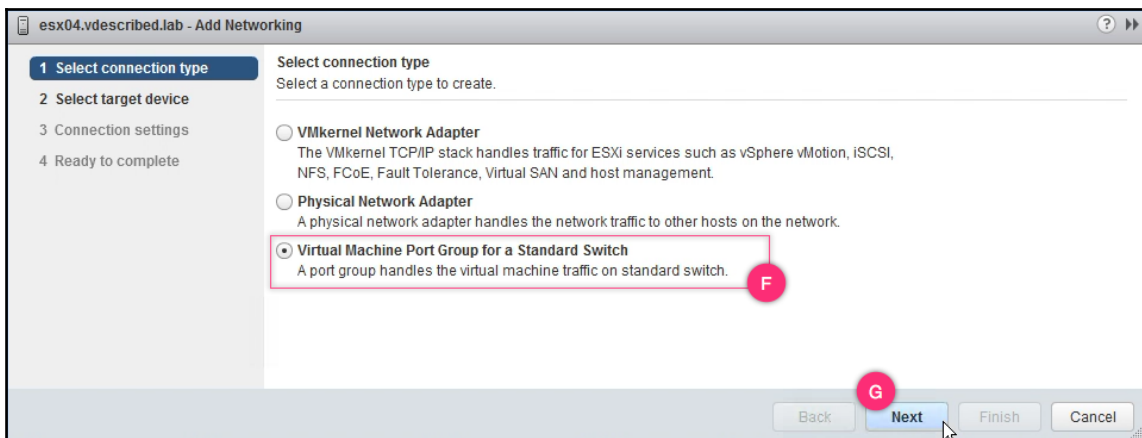 esx04.vdescribed.lab - Add Networking
?
1 Select connection type
2 Select target device
3 Connection settings
4 Ready to complete
Select connection type
Select a connection type to create.
VMkernel Network Adapter
The VMkernel TCP/IP stack handles traffic for ESXi services such as vSphere vMotion, iSCSI,
NFS, FCoE, Fault Tolerance, Virtual SAN and host management.
Physical Network Adapter
A physical network adapter handles the network traffic to other hosts on the network.
Virtual Machine Port Group for a Standard Switch
A port group handles the virtual machine traffic on standard switch.
F
G
Back Next Finish Cancel